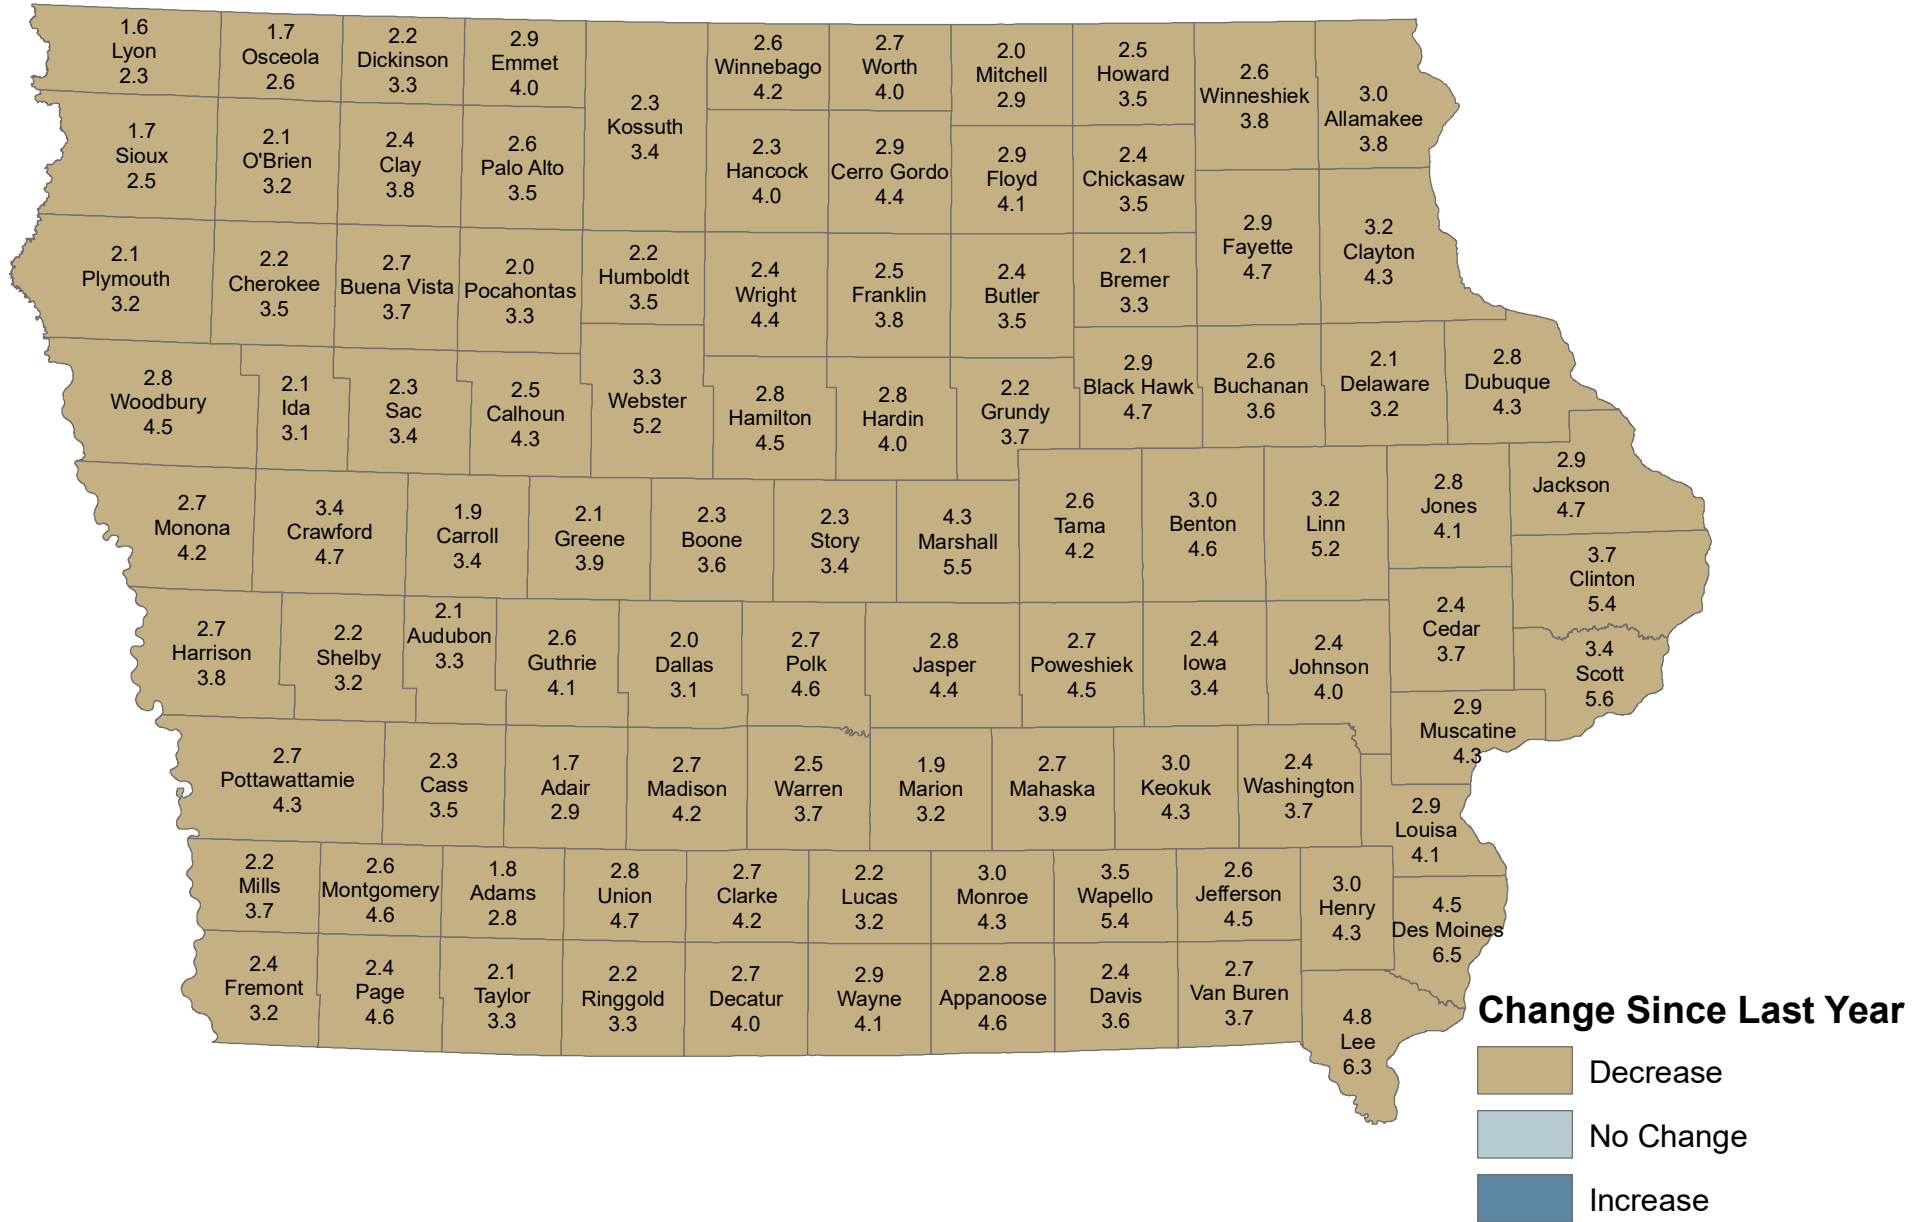 1.6
Lyon
2.3
1.7
Osceola
2.6
2.2
Dickinson
3.3
2.9
Emmet
4.0
2.3
Kossuth
3.4
2.6
Winnebago
4.2
2.7
Worth
4.0
2.0
Mitchell
2.9
2.5
Howard
3.5
2.6
Winneshiek
3.8
3.0
Allamakee
3.8
1.7
Sioux
2.5
2.1
O'Brien
3.2
2.4
Clay
3.8
2.6
Palo Alto
3.5
2.3
Hancock
4.0
2.9
Cerro Gordo
4.4
2.9
Floyd
4.1
2.4
Chickasaw
3.5
2.9
Fayette
4.7
3.2
Clayton
4.3
2.1
Plymouth
3.2
2.2
Cherokee
3.5
2.7
Buena Vista
3.7
2.0
Pocahontas
3.3
2.2
Humboldt
3.5
2.4
Wright
4.4
2.5
Franklin
3.8
2.4
Butler
3.5
2.1
Bremer
3.3
2.8
Woodbury
4.5
2.1
Ida
3.1
2.3
Sac
3.4
2.5
Calhoun
4.3
3.3
Webster
5.2
2.8
Hamilton
4.5
2.8
Hardin
4.0
2.2
Grundy
3.7
2.9
Black Hawk
4.7
2.6
Buchanan
3.6
2.1
Delaware
3.2
2.8
Dubuque
4.3
2.7
Monona
4.2
3.4
Crawford
4.7
1.9
Carroll
3.4
2.1
Greene
3.9
2.3
Boone
3.6
2.3
Story
3.4
4.3
Marshall
5.5
2.6
Tama
4.2
3.0
Benton
4.6
3.2
Linn
5.2
2.8
Jones
4.1
2.9
Jackson
4.7
3.7
Clinton
5.4
2.7
Harrison
3.8
2.2
Shelby
3.2
2.1
Audubon
3.3
2.6
Guthrie
4.1
2.0
Dallas
3.1
2.7
Polk
4.6
2.8
Jasper
4.4
2.7
Poweshiek
4.5
2.4
Iowa
3.4
2.4
Johnson
4.0
2.4
Cedar
3.7
3.4
Scott
5.6
2.9
Muscatine
4.3
2.7
Pottawattamie
4.3
2.3
Cass
3.5
1.7
Adair
2.9
2.7
Madison
4.2
2.5
Warren
3.7
1.9
Marion
3.2
2.7
Mahaska
3.9
3.0
Keokuk
4.3
2.4
Washington
3.7
2.9
Louisa
4.1
2.2
Mills
3.7
2.6
Montgomery
4.6
1.8
Adams
2.8
2.8
Union
4.7
2.7
Clarke
4.2
2.2
Lucas
3.2
3.0
Monroe
4.3
3.5
Wapello
5.4
2.6
Jefferson
4.5
3.0
Henry
4.3
4.5
Des Moines
6.5
2.4
Fremont
3.2
2.4
Page
4.6
2.1
Taylor
3.3
2.2
Ringgold
3.3
2.7
Decatur
4.0
2.9
Wayne
4.1
2.8
Appanoose
4.6
2.4
Davis
3.6
2.7
Van Buren
3.7
4.8
Lee
6.3
Change Since Last Year
Decrease
No Change
Increase